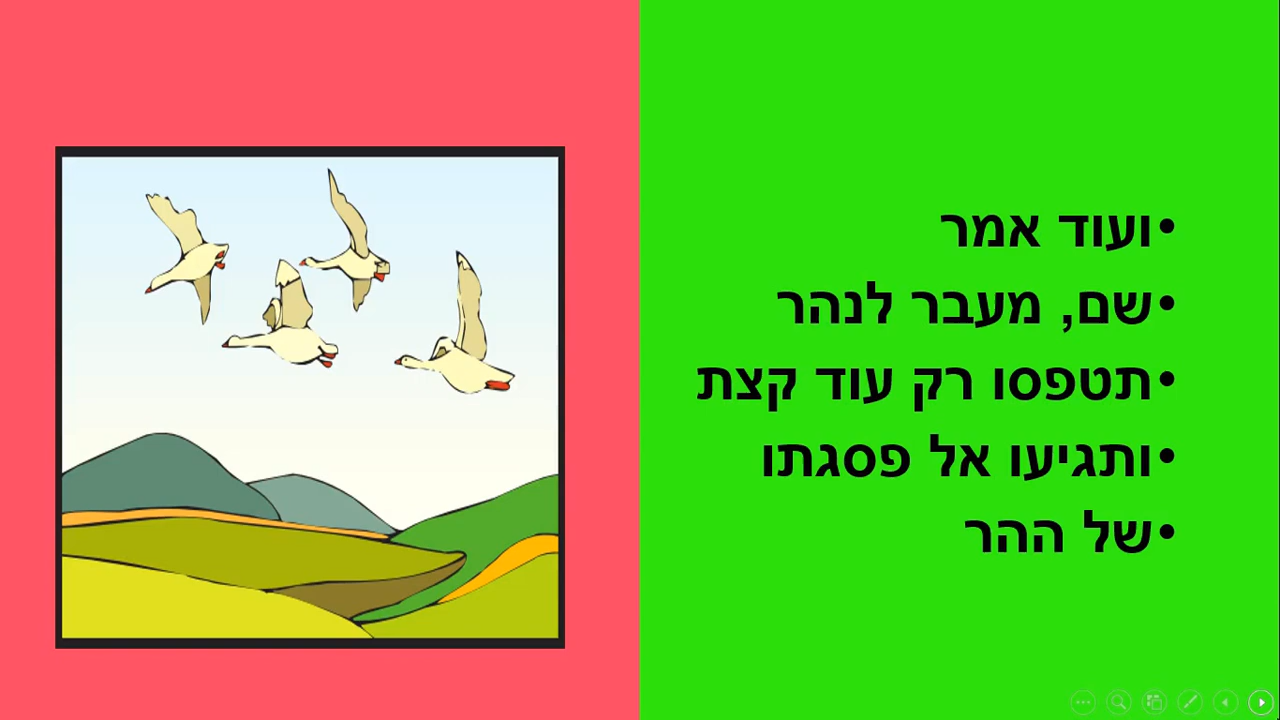 •ועוד אמר
•שם, מעבר לנהר
•תטפסו רק עוד קצת
•ותגיעו אל פסגתו
•של ההר